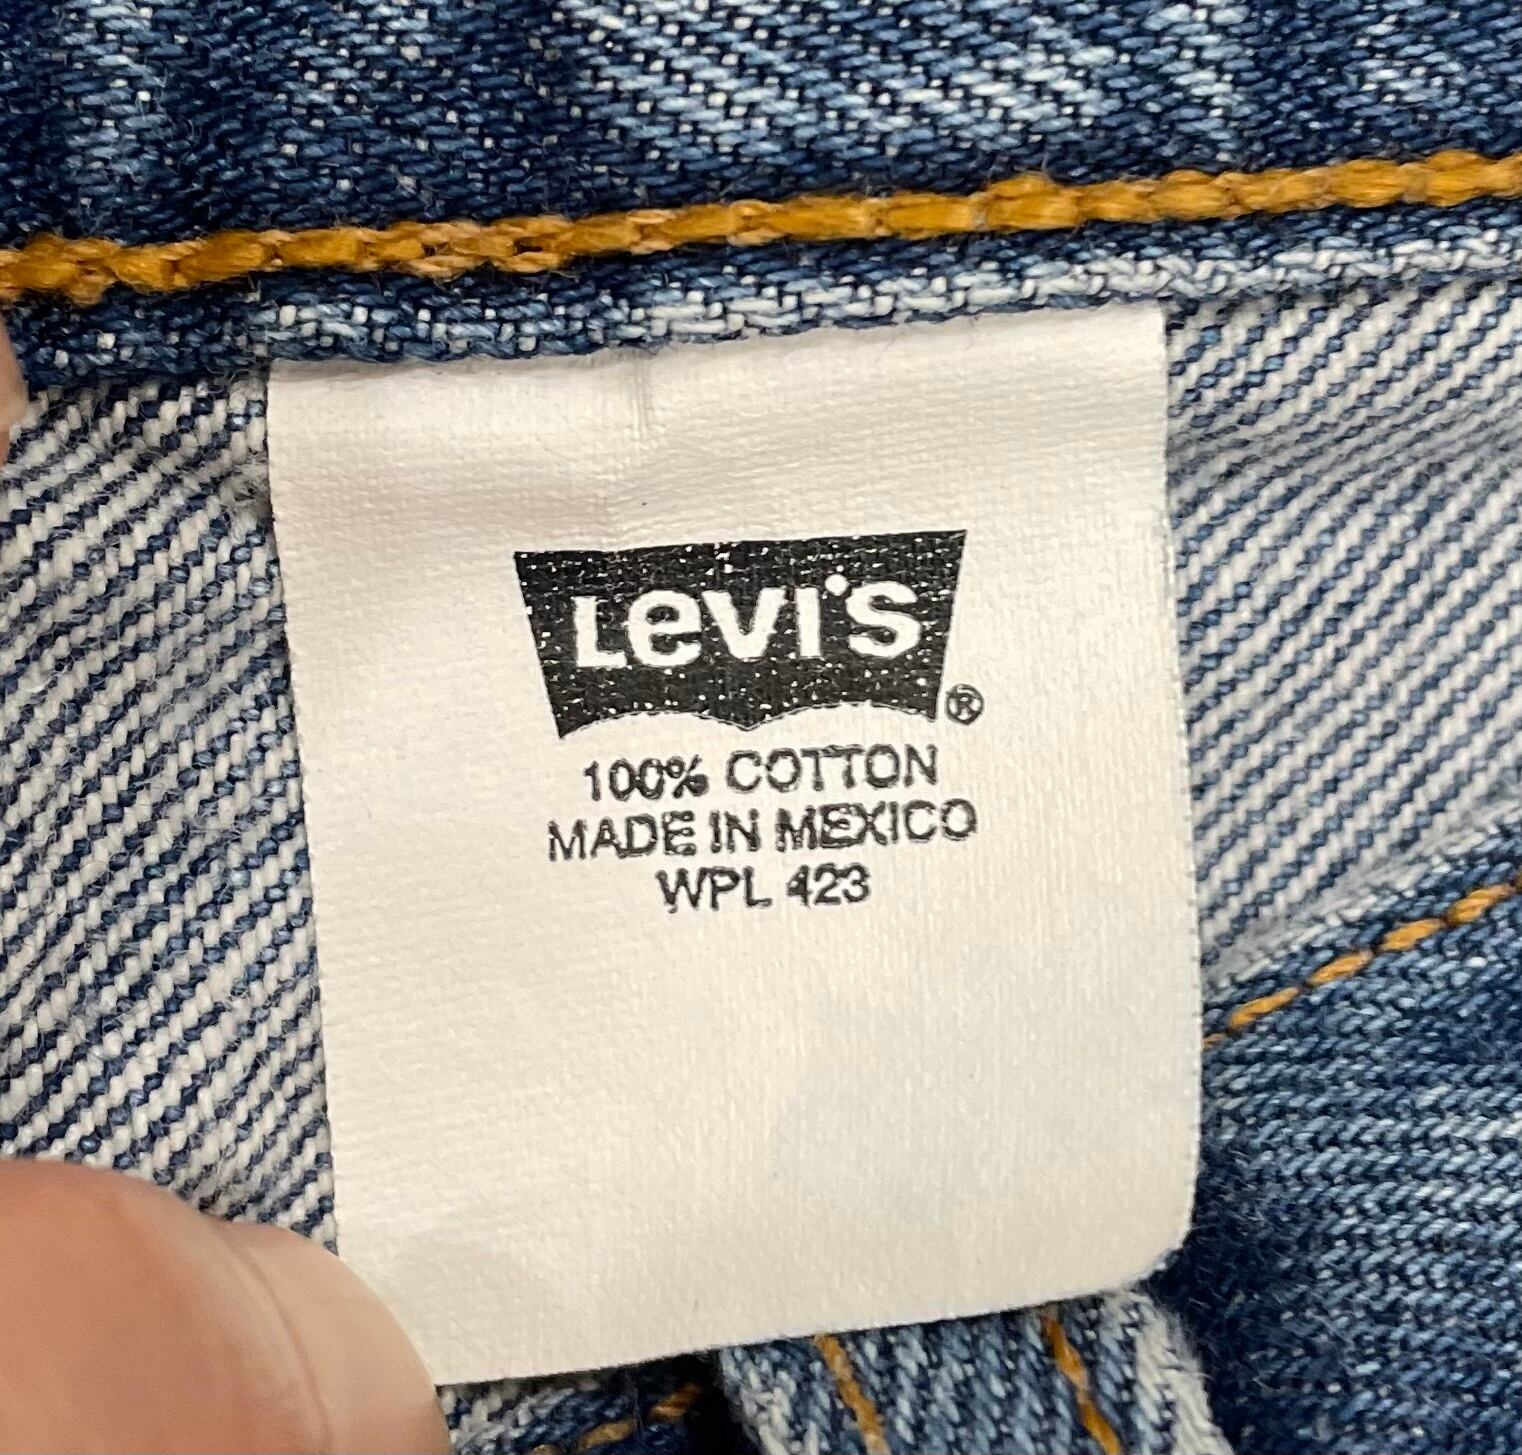 Levi's ®
100% COTTON
MADE IN MEXICO
WPL 423